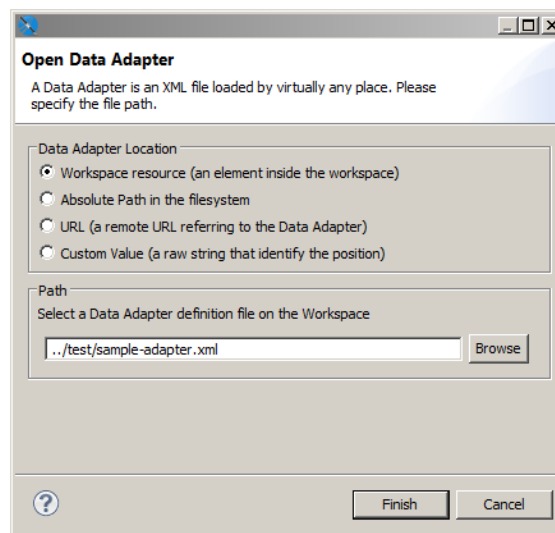 Open Data Adapter
A Data Adapter is an XML file loaded by virtually any place. Please
specify the file path.
Data Adapter Location
Workspace resource (an element inside the workspace)
Absolute Path in the filesystem
URL (a remote URL referring to the Data Adapter)
Custom Value (a raw string that identify the position)
Path
Select a Data Adapter definition file on the Workspace
../test/sample-adapter.xml
Browse
?
Finish
Cancel